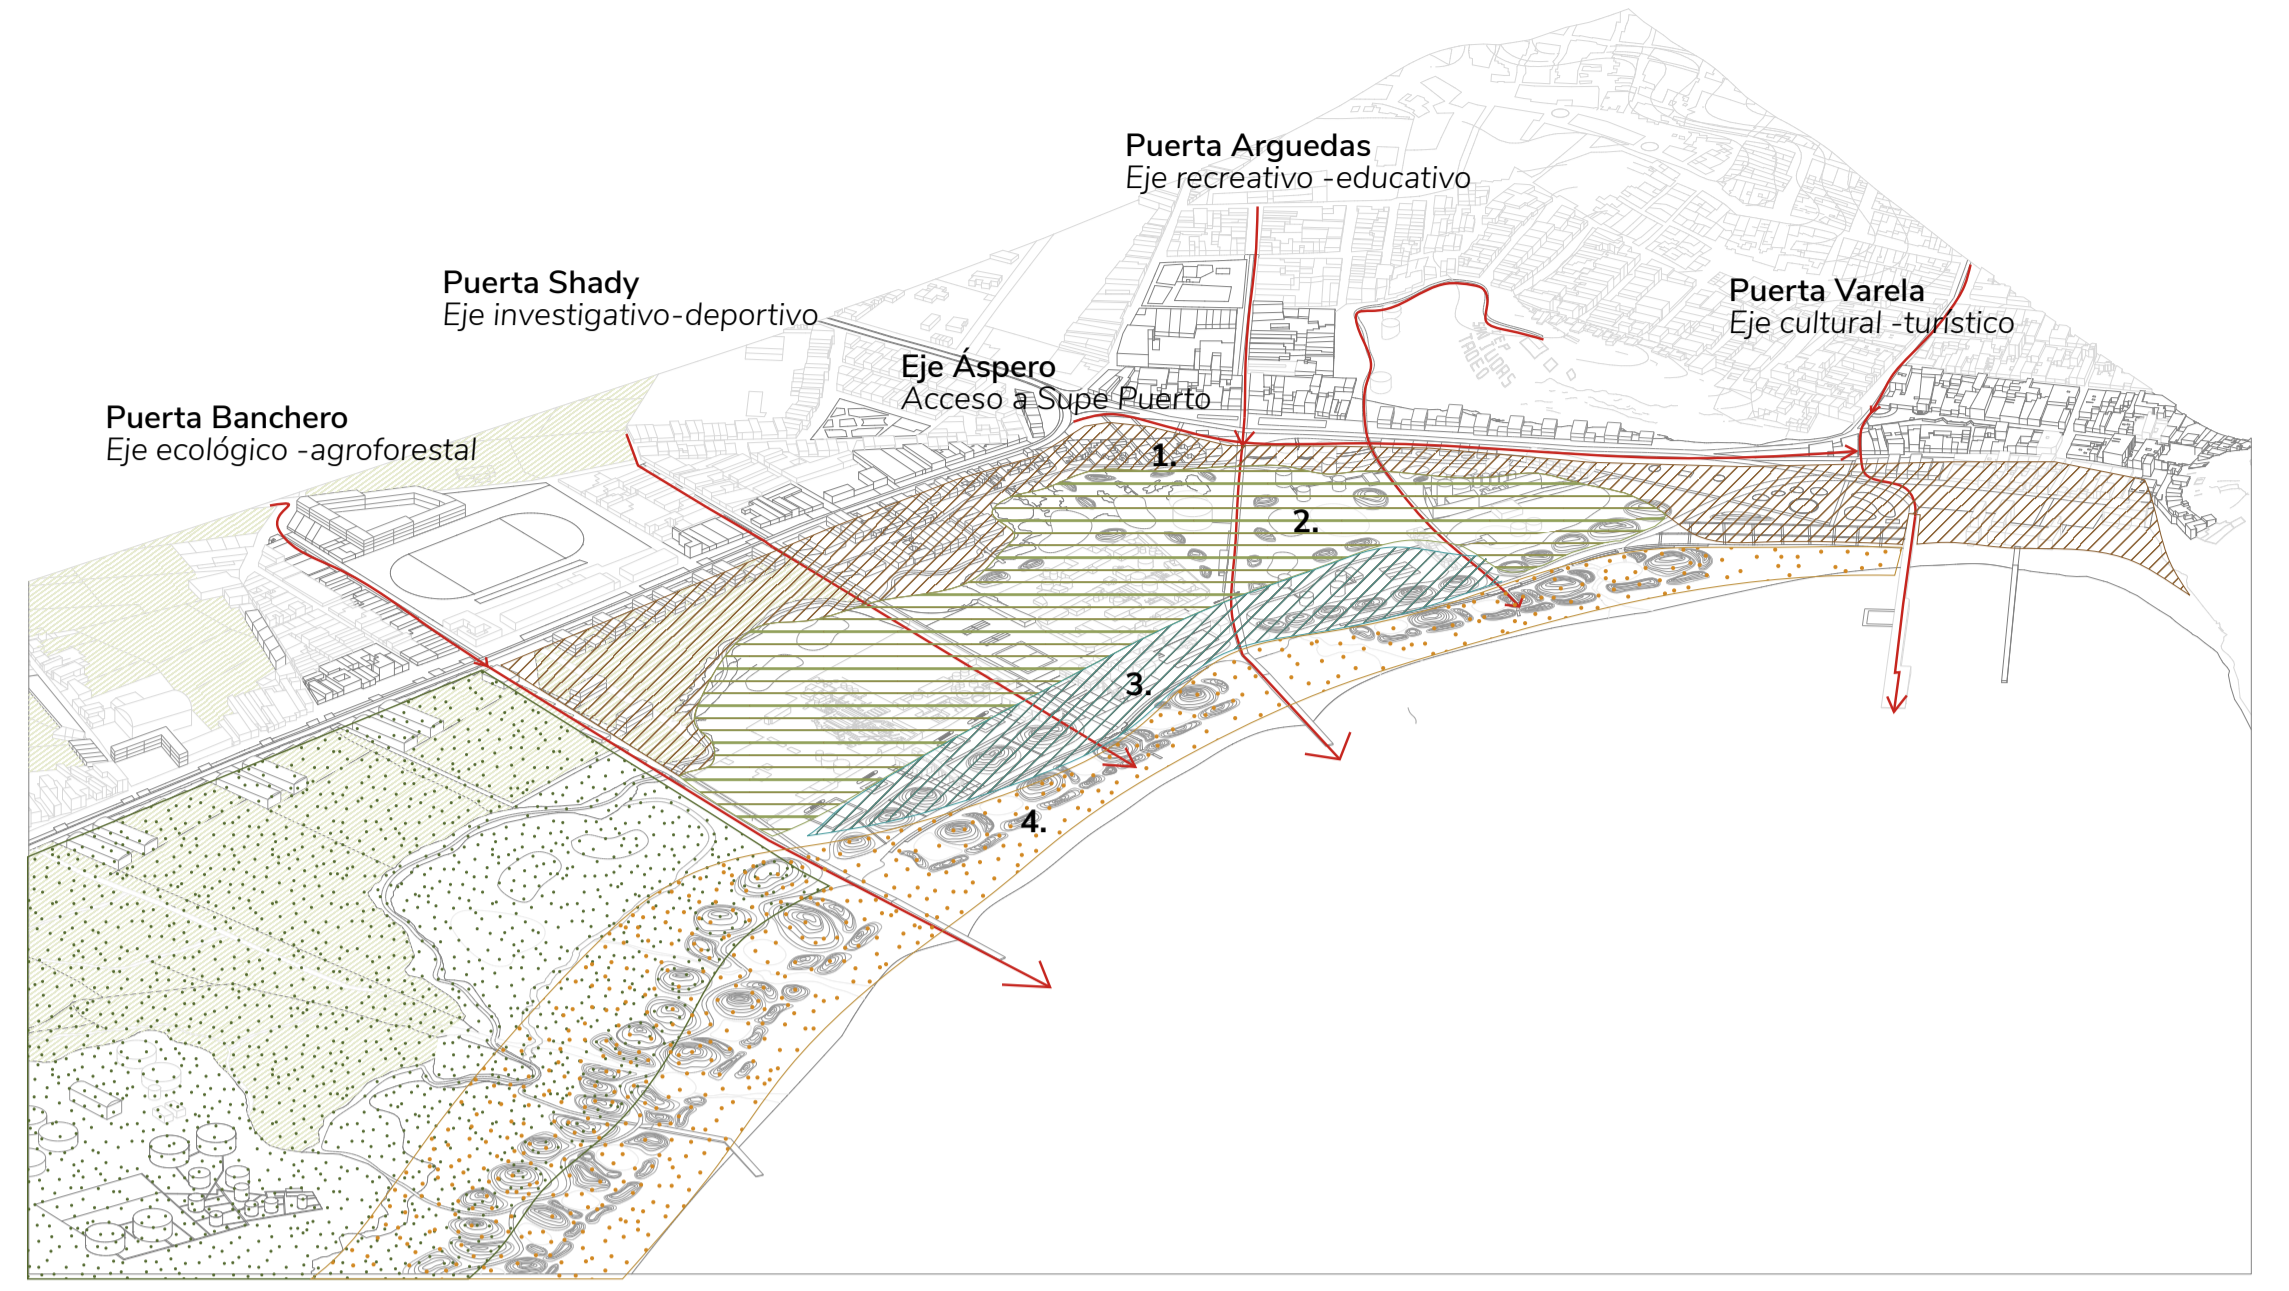 Puerta Arguedas
Eje recreativo -educativo
Puerta Shady
Eje investigativo-deportivo
Puerta Varela
Eje cultural -turístico
Eje Áspero
Acceso a Supe Puerto
Puerta Banchero
Eje ecológico -agroforestal
1.
2.
3.
4.